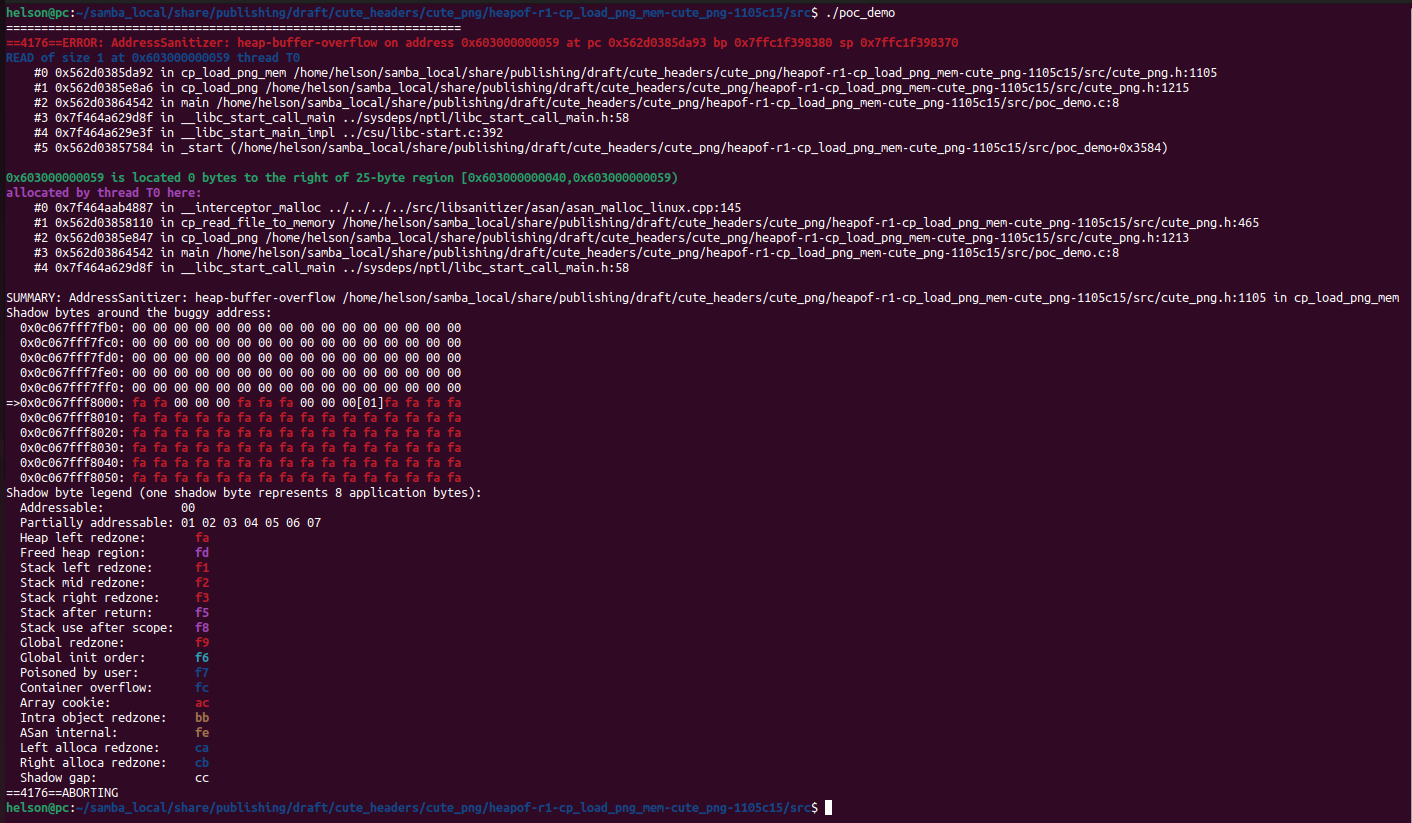 helson@pc:~/samba_local/share/publishing/draft/cute_headers/cute_png/heapof-r1-cp_load_png_mem-cute_png-1105c15/src$ ./poc_demo
=================================================================
==4176==ERROR: AddressSanitizer: heap-buffer-overflow on address 0x603000000059 at pc 0x562d0385da93 bp 0x7ffc1f398380 sp 0x7ffc1f398370
READ of size 1 at 0x603000000059 thread T0
    #0 0x562d0385da92 in cp_load_png_mem /home/helson/samba_local/share/publishing/draft/cute_headers/cute_png/heapof-r1-cp_load_png_mem-cute_png-1105c15/src/cute_png.h:1105
    #1 0x562d0385e8a6 in cp_load_png /home/helson/samba_local/share/publishing/draft/cute_headers/cute_png/heapof-r1-cp_load_png_mem-cute_png-1105c15/src/cute_png.h:1215
    #2 0x562d03864542 in main /home/helson/samba_local/share/publishing/draft/cute_headers/cute_png/heapof-r1-cp_load_png_mem-cute_png-1105c15/src/poc_demo.c:8
    #3 0x7f464a629d8f in __libc_start_call_main ../sysdeps/nptl/libc_start_call_main.h:58
    #4 0x7f464a629e3f in __libc_start_main_impl ../csu/libc-start.c:392
    #5 0x562d03857584 in _start (/home/helson/samba_local/share/publishing/draft/cute_headers/cute_png/heapof-r1-cp_load_png_mem-cute_png-1105c15/src/poc_demo+0x3584)

0x603000000059 is located 0 bytes to the right of 25-byte region [0x603000000040,0x603000000059)
allocated by thread T0 here:
    #0 0x7f464aab4887 in __interceptor_malloc ../../../../src/libsanitizer/asan/asan_malloc_linux.cpp:145
    #1 0x562d03858110 in cp_read_file_to_memory /home/helson/samba_local/share/publishing/draft/cute_headers/cute_png/heapof-r1-cp_load_png_mem-cute_png-1105c15/src/cute_png.h:465
    #2 0x562d0385e847 in cp_load_png /home/helson/samba_local/share/publishing/draft/cute_headers/cute_png/heapof-r1-cp_load_png_mem-cute_png-1105c15/src/cute_png.h:1213
    #3 0x562d03864542 in main /home/helson/samba_local/share/publishing/draft/cute_headers/cute_png/heapof-r1-cp_load_png_mem-cute_png-1105c15/src/poc_demo.c:8
    #4 0x7f464a629d8f in __libc_start_call_main ../sysdeps/nptl/libc_start_call_main.h:58

SUMMARY: AddressSanitizer: heap-buffer-overflow /home/helson/samba_local/share/publishing/draft/cute_headers/cute_png/heapof-r1-cp_load_png_mem-cute_png-1105c15/src/cute_png.h:1105 in cp_load_png_mem
Shadow bytes around the buggy address:
  0x0c067fff7fb0: 00 00 00 00 00 00 00 00 00 00 00 00 00 00 00 00
  0x0c067fff7fc0: 00 00 00 00 00 00 00 00 00 00 00 00 00 00 00 00
  0x0c067fff7fd0: 00 00 00 00 00 00 00 00 00 00 00 00 00 00 00 00
  0x0c067fff7fe0: 00 00 00 00 00 00 00 00 00 00 00 00 00 00 00 00
  0x0c067fff7ff0: 00 00 00 00 00 00 00 00 00 00 00 00 00 00 00 00
=>0x0c067fff8000: fa fa 00 00 00 fa fa fa 00 00 00[01]fa fa fa fa
  0x0c067fff8010: fa fa fa fa fa fa fa fa fa fa fa fa fa fa fa fa
  0x0c067fff8020: fa fa fa fa fa fa fa fa fa fa fa fa fa fa fa fa
  0x0c067fff8030: fa fa fa fa fa fa fa fa fa fa fa fa fa fa fa fa
  0x0c067fff8040: fa fa fa fa fa fa fa fa fa fa fa fa fa fa fa fa
  0x0c067fff8050: fa fa fa fa fa fa fa fa fa fa fa fa fa fa fa fa
Shadow byte legend (one shadow byte represents 8 application bytes):
  Addressable:           00
  Partially addressable: 01 02 03 04 05 06 07
  Heap left redzone:       fa
  Freed heap region:       fd
  Stack left redzone:      f1
  Stack mid redzone:       f2
  Stack right redzone:     f3
  Stack after return:      f5
  Stack use after scope:   f8
  Global redzone:          f9
  Global init order:       f6
  Poisoned by user:        f7
  Container overflow:      fc
  Array cookie:            ac
  Intra object redzone:    bb
  ASan internal:           fe
  Left alloca redzone:     ca
  Right alloca redzone:    cb
  Shadow gap:              cc
==4176==ABORTING
helson@pc:~/samba_local/share/publishing/draft/cute_headers/cute_png/heapof-r1-cp_load_png_mem-cute_png-1105c15/src$